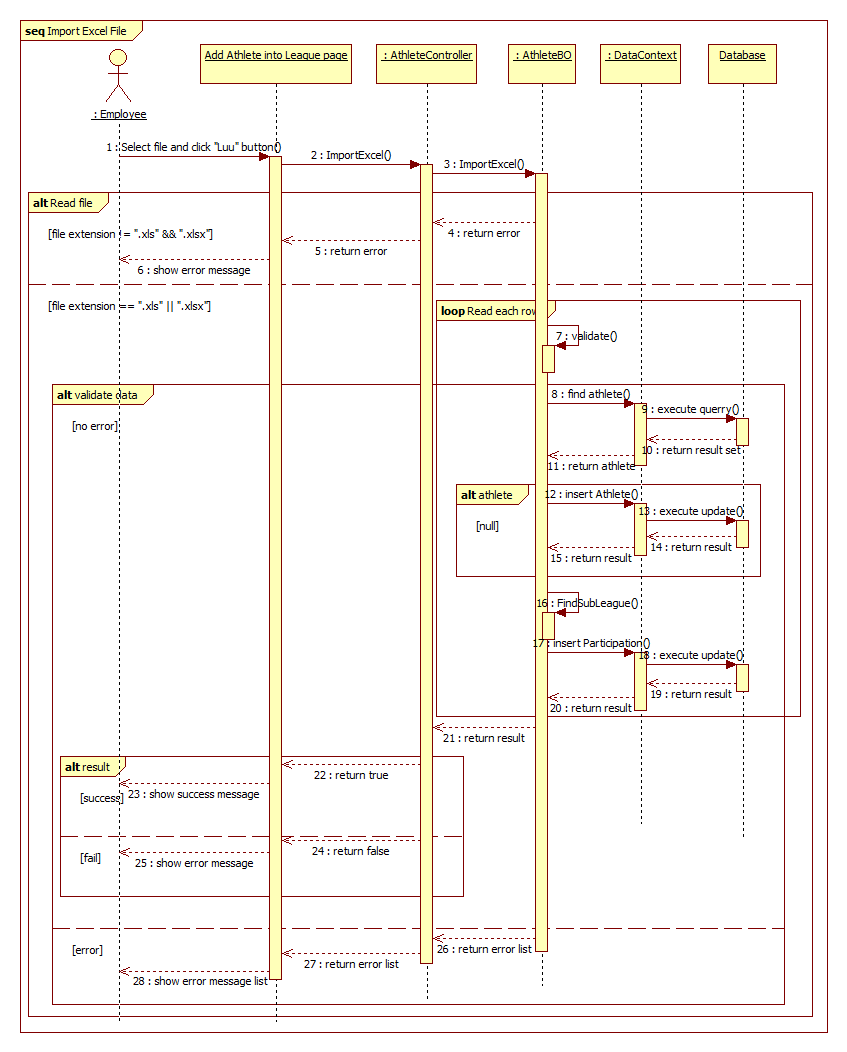 seq Import Excel File
: Employee
Add Athlete into League page
: AthleteController
: AthleteBO
: DataContext
Database
1 : Select file and click "Luu" button()
2 : ImportExcel()
3 : ImportExcel()
alt Read file
[file extension != ".xls" && ".xlsx"]
4 : return error
5 : return error
6 : show error message
[file extension == ".xls" || ".xlsx"]
loop Read each row
7 : validate()
alt validate data
[no error]
8 : find athlete()
9 : execute querry()
10 : return result set
11 : return athlete
alt athlete
[null]
12 : insert Athlete()
13 : execute update()
14 : return result
15 : return result
16 : FindSubLeague()
17 : insert Participation()
18 : execute update()
19 : return result
20 : return result
21 : return result
alt result
22 : return true
23 : show success message
[success]
24 : return false
[fail]
25 : show error message
[error]
26 : return error list
27 : return error list
28 : show error message list